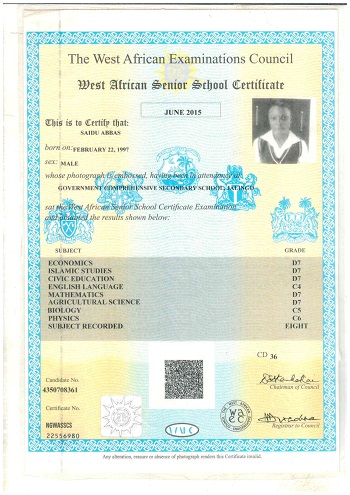 The West African Examinations Council
West African Senior School Certificate
JUNE 2015
This is to Certify that:
SAIDU ABBAS
born on: FEBRUARY 22, 1997
sex: MALE
whose photograph is embossed, having been in attendance at
GOVERNMENT COMPREHENSIVE SECONDARY SCHOOL, JALINGO
sat the West African Senior School Certificate Examination
and obtained the results shown below:
SUBJECT GRADE
ECONOMICS D7
ISLAMIC STUDIES D7
CIVIC EDUCATION D7
ENGLISH LANGUAGE C4
MATHEMATICS D7
AGRICULTURAL SCIENCE D7
BIOLOGY C5
PHYSICS C6
SUBJECT RECORDED EIGHT
CD 36
Candidate No.
4350708361
Chairman of Council
Certificate No.
NGWASSCS
22556980
WAEC
Registrar to Council
Any alteration, erasure or absence of photograph renders this Certificate invalid.